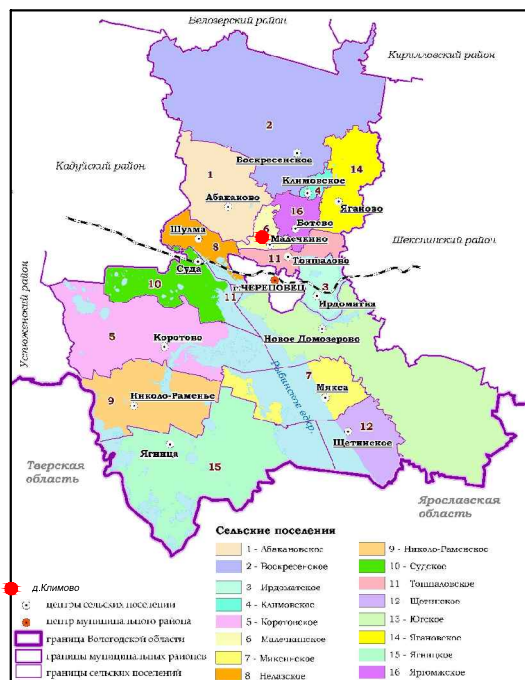 Белозерский район
Кирилловский район
2
Кадуйский район
Воскресенское
14
1
Климовское
4
Абаканово
16
Яганово
Ботово
Шулма
6
Малечкино
Шекснинский район
8
11
Тоншалово
Суда
3
10
ЧЕРЕПОВЕЦ
11
Ирдоматка
Устюженский район
5
Коротово
Новое Домозерово
13
7
Николо-Раменье
9
Мякса
Рыбинское вдхр.
12
Щетинское
Ягница
Тверская область
15
Ярославская область
Сельские поселения
1 - Абакановское
2 - Воскресенское
3 Ирдоматское
4 - Климовское
5 - Коротовское
6 Малечкинское
7 - Мяксинское
8 - Нелазское
9 - Николо-Раменское
10 - Судское
11 Тоншаловское
12 - Щетинское
13 - Югское
14 - Ягановское
15 - Ягницкое
16 Яргомжское
д.Климово
центры сельских поселений
центр муниципального района
граница Вологодской области
границы муниципальных районов
границы сельских поселений